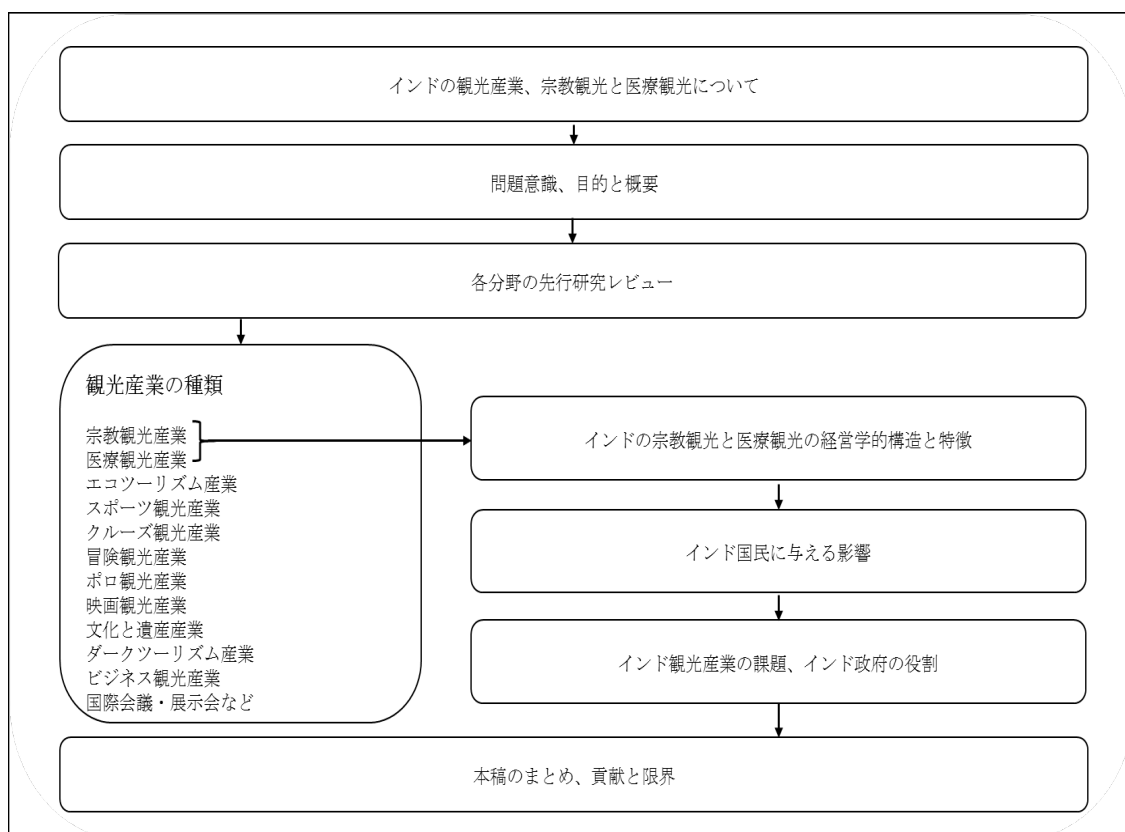 インドの観光産業、宗教観光と医療観光について
問題意識、目的と概要
各分野の先行研究レビュー
観光産業の種類
宗教観光産業
医療観光産業
エコツーリズム産業
スポーツ観光産業
クルーズ観光産業
冒険観光産業
ポロ観光産業
映画観光産業
文化と遺産産業
ダークツーリズム産業
ビジネス観光産業
国際会議・展示会など
インドの宗教観光と医療観光の経営学的構造と特徴
インド国民に与える影響
インド観光産業の課題、インド政府の役割
本稿のまとめ、貢献と限界